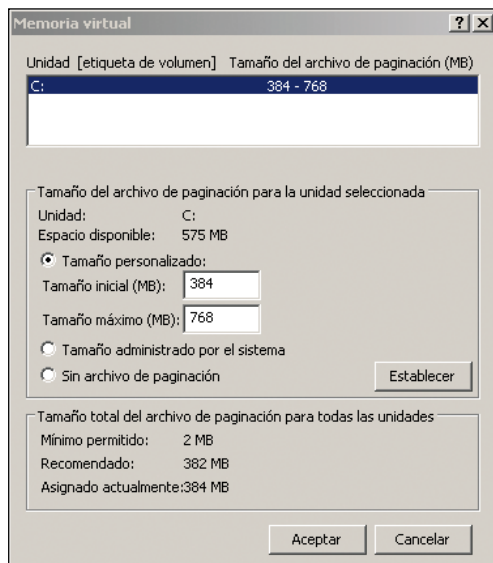 Memoria virtual
Unidad [etiqueta de volumen] Tamaño del archivo de paginación (MB)
C: 384 - 768
Tamaño del archivo de paginación para la unidad seleccionada
Unidad: C:
Espacio disponible: 575 MB
Tamaño personalizado:
Tamaño inicial (MB): 384
Tamaño máximo (MB): 768
Tamaño administrado por el sistema
Sin archivo de paginación
Establecer
Tamaño total del archivo de paginación para todas las unidades
Mínimo permitido: 2 MB
Recomendado: 382 MB
Asignado actualmente:384 MB
Aceptar Cancelar